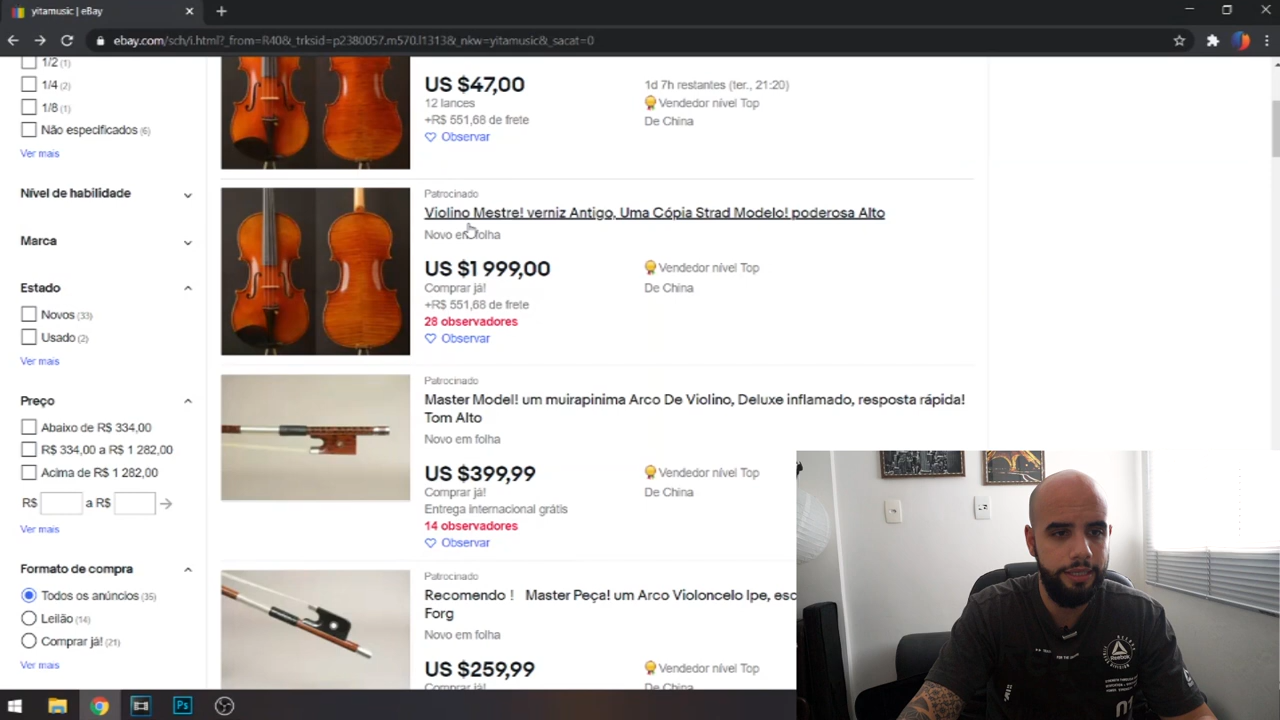 yitamusic | eBay
ebay.com/sch/i.html?_from=R40&_trksid=p2380057.m570.l1313&_nkw=yitamusic&_sacat=0
1/2 (1)
1/4 (2)
1/8 (1)
Não especificados (6)
Ver mais
Nível de habilidade
Marca
Estado
Novos (33)
Usado (2)
Ver mais
Preço
Abaixo de R$ 334,00
R$ 334,00 a R$ 1 282,00
Acima de R$ 1 282,00
R$ a R$
Ver mais
Formato de compra
Todos os anúncios (35)
Leilão (14)
Comprar já! (21)
Ver mais
US $47,00
12 lances
+R$ 551,68 de frete
Observar
1d 7h restantes (ter., 21:20)
Vendedor nível Top
De China
Patrocinado
Violino Mestre! verniz Antigo, Uma Cópia Strad Modelo! poderosa Alto
Novo em folha
US $1 999,00
Comprar já!
+R$ 551,68 de frete
28 observadores
Observar
Vendedor nível Top
De China
Patrocinado
Master Model! um muirapinima Arco De Violino, Deluxe inflamado, resposta rápida!
Tom Alto
Novo em folha
US $399,99
Comprar já!
Entrega internacional grátis
14 observadores
Observar
Vendedor nível Top
De China
Patrocinado
Recomendo ! Master Peça! um Arco Violoncelo Ipe, esc
Forg
Novo em folha
US $259,99
Comprar já!
Vendedor nível Top
De China
Ps
Reebok